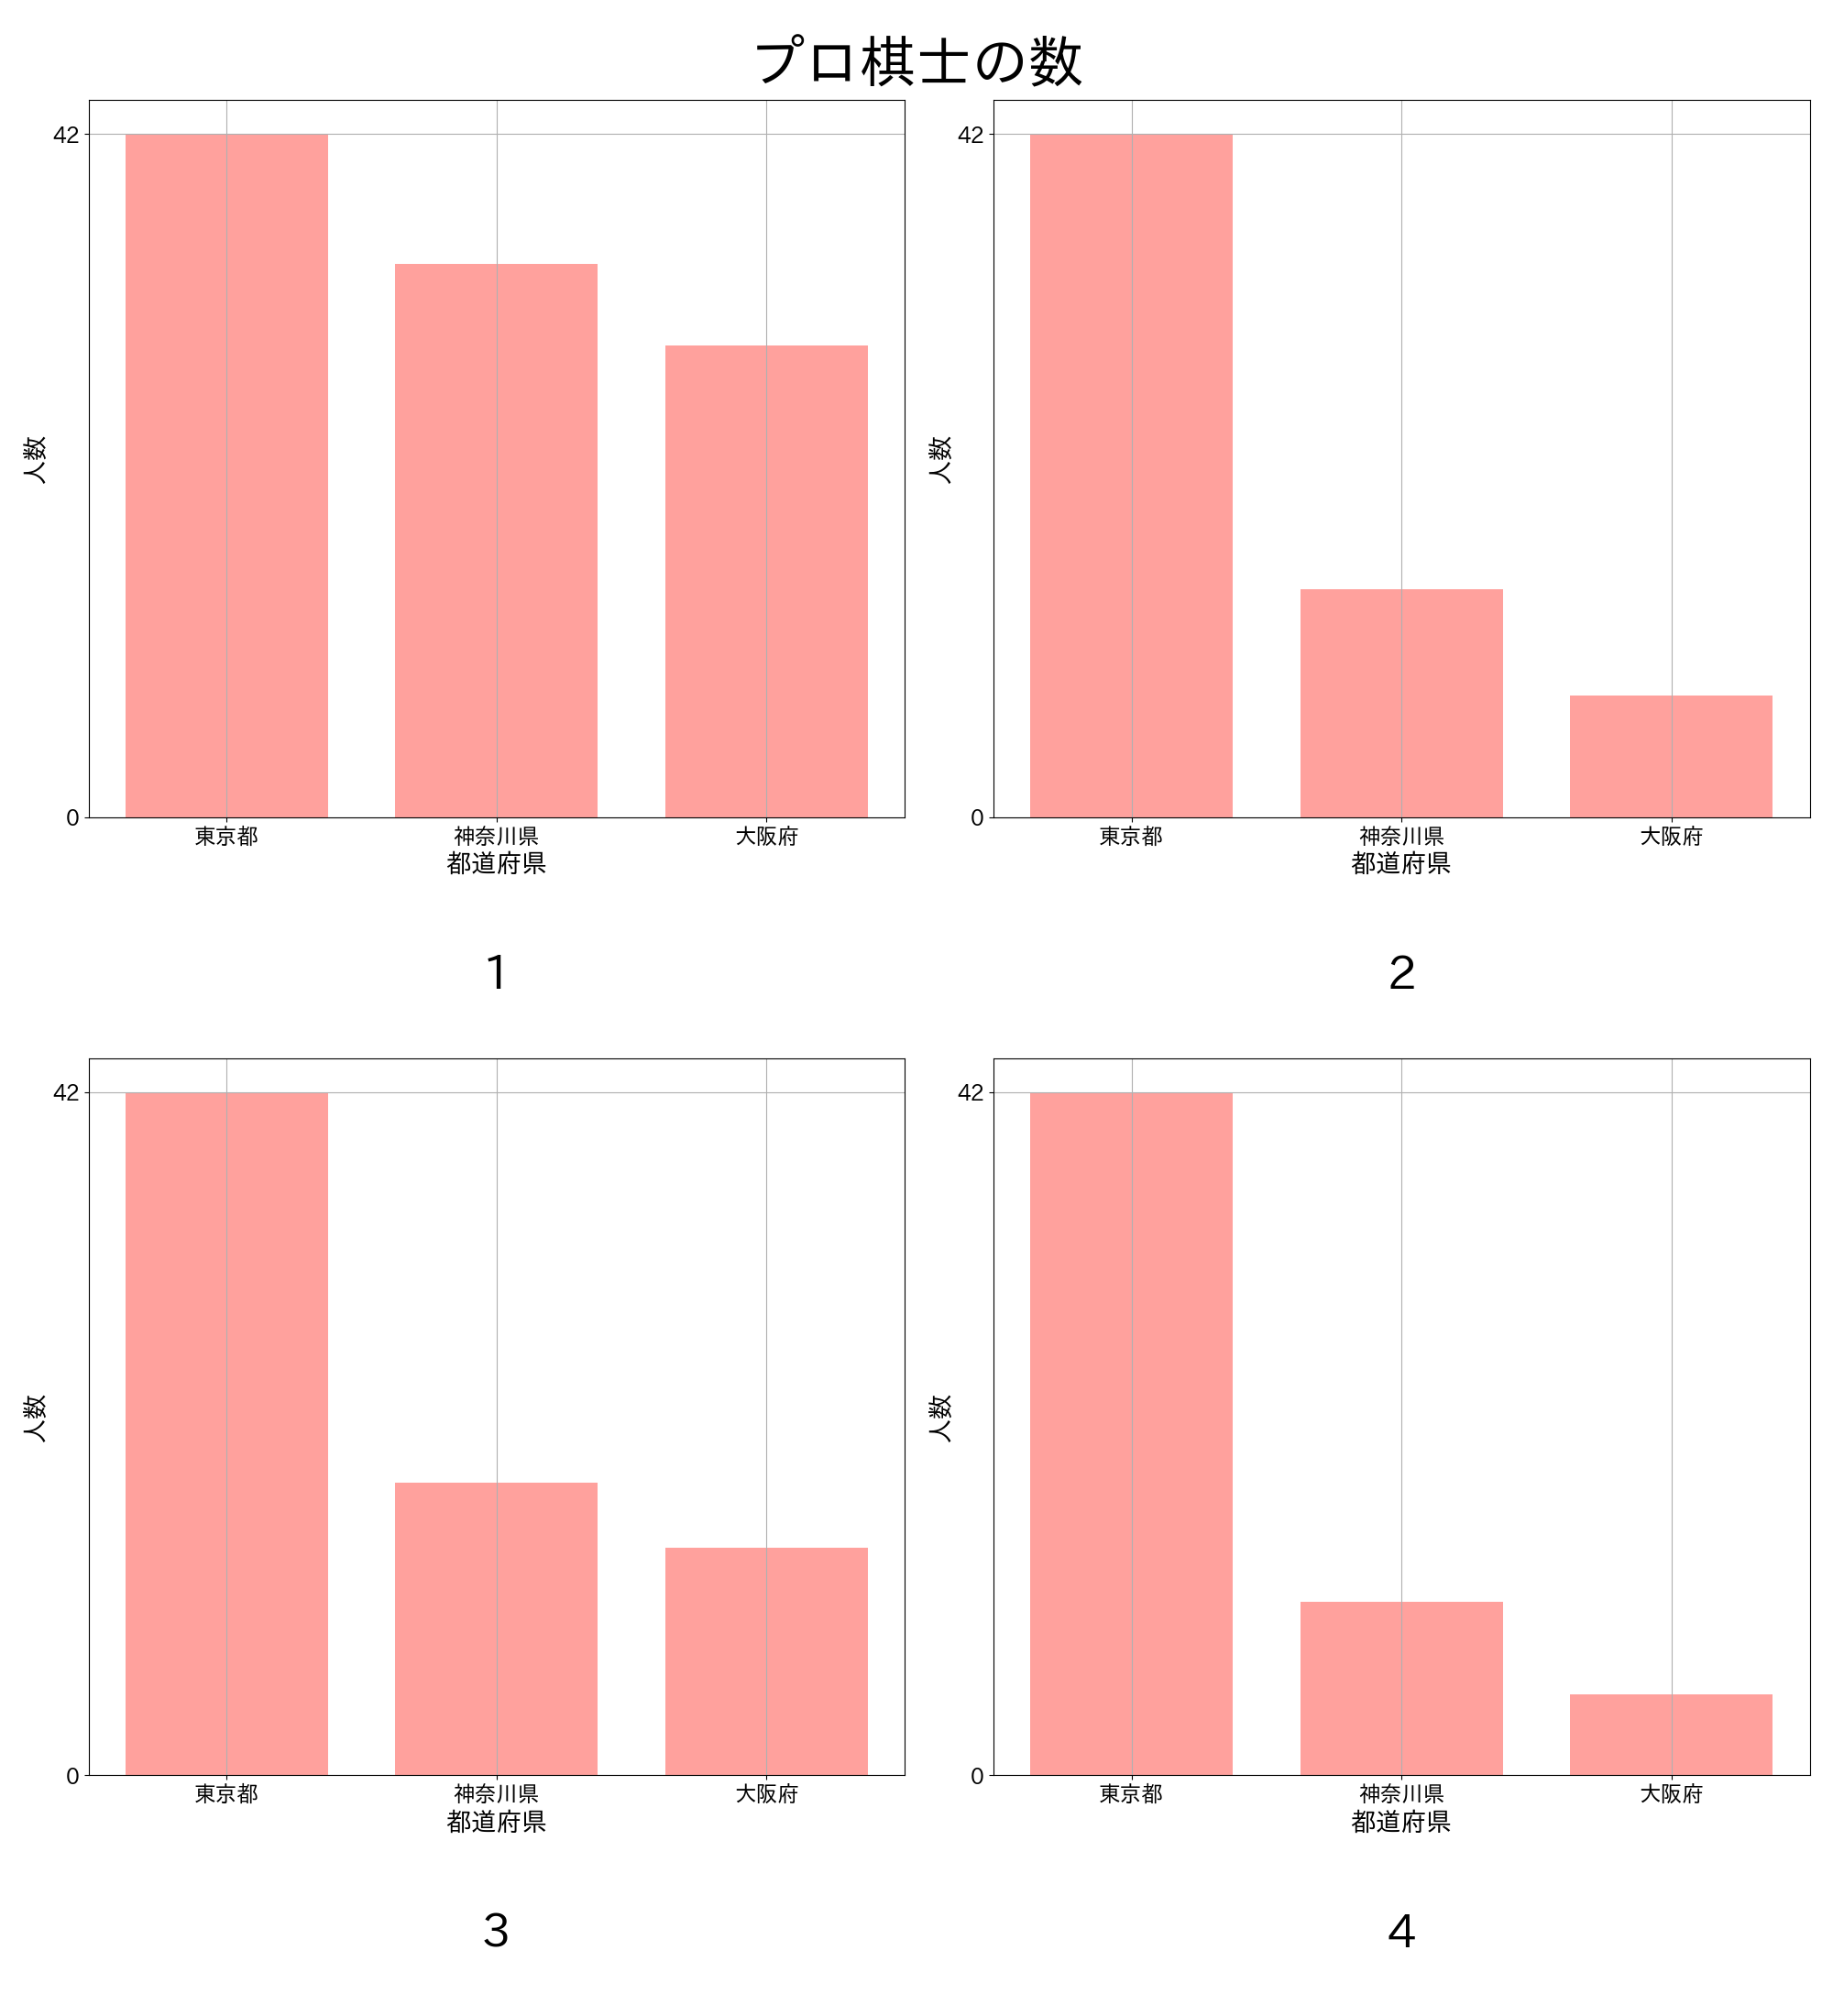 プロ棋士の数
42
0
人数
東京都 神奈川県 大阪府
都道府県
1
42
0
人数
東京都 神奈川県 大阪府
都道府県
2
42
0
人数
東京都 神奈川県 大阪府
都道府県
3
42
0
人数
東京都 神奈川県 大阪府
都道府県
4